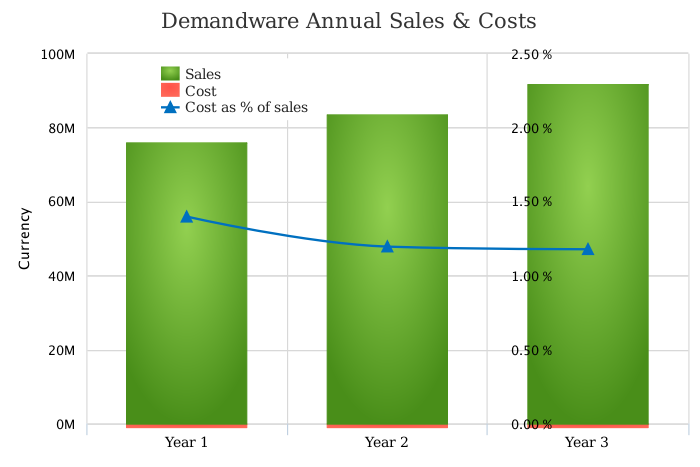 Demandware Annual Sales & Costs
100M
80M
60M
40M
20M
0M
Currency
Sales
Cost
Cost as % of sales
2.50 %
2.00 %
1.50 %
1.00 %
0.50 %
0.00 %
Year 1
Year 2
Year 3